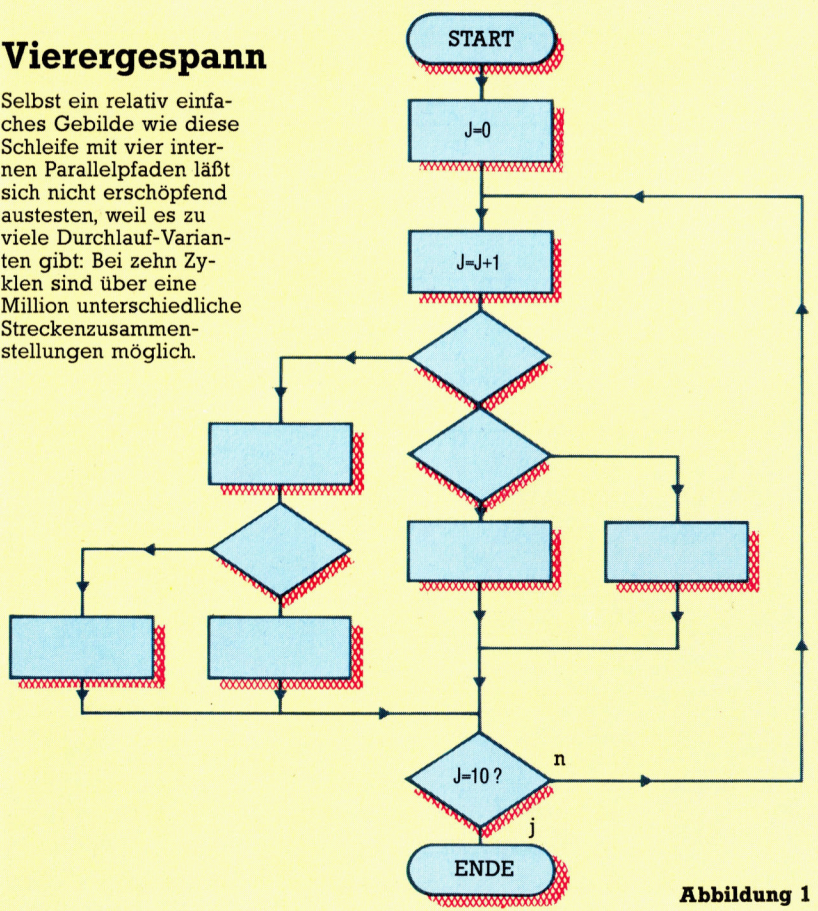 Vierergespann
Selbst ein relativ einfa-
ches Gebilde wie diese
Schleife mit vier inter-
nen Parallelpfaden läßt
sich nicht erschöpfend
austesten, weil es zu
viele Durchlauf-Varian-
ten gibt: Bei zehn Zy-
klen sind über eine
Million unterschiedliche
Streckenzusammen-
stellungen möglich.
START
J=0
J=J+1
J=10 ?
n
j
ENDE
Abbildung 1